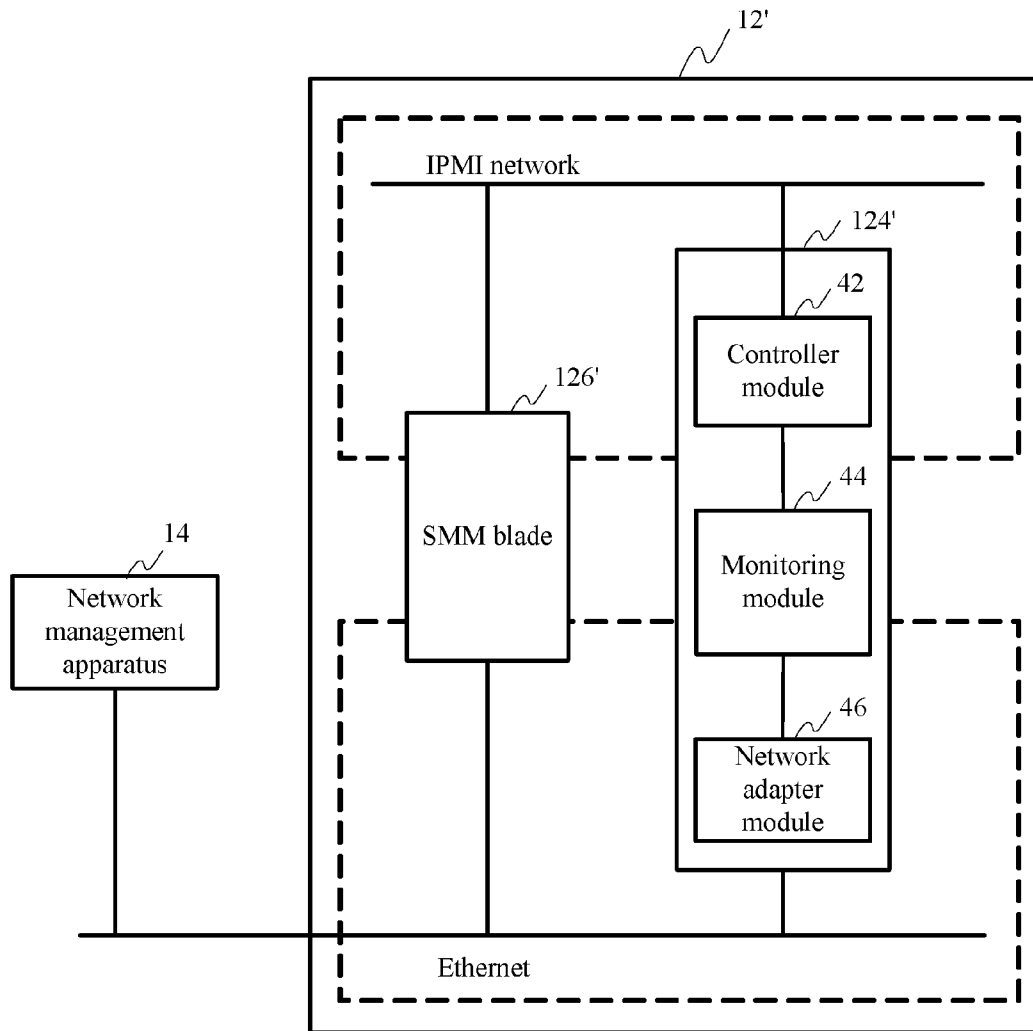 12'
IPMI network
124'
42
Controller
module
126'
44
SMM blade
Monitoring
module
14
Network
management
apparatus
46
Network
adapter
module
Ethernet